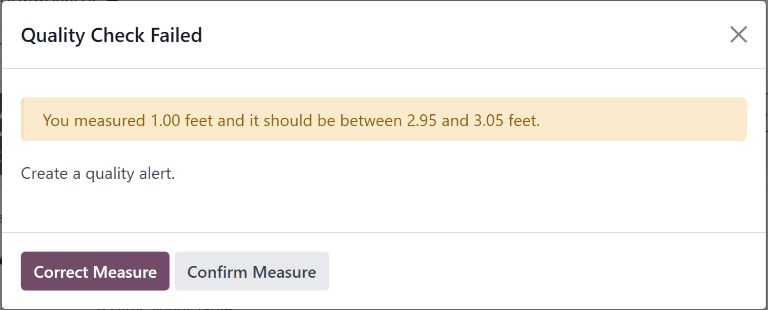 Quality Check Failed
You measured 1.00 feet and it should be between 2.95 and 3.05 feet.
Create a quality alert.
Correct Measure
Confirm Measure